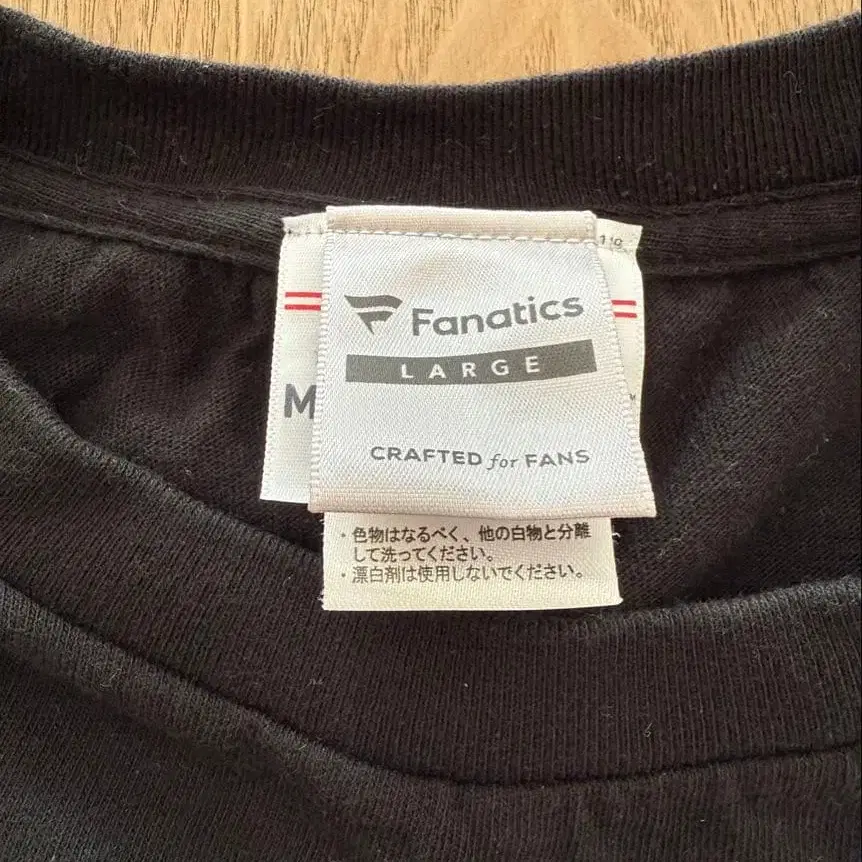 Fanatics
LARGE
M
CRAFTED for FANS
・色物はなるべく、他の白物と分離
して洗ってください。
・漂白剤は使用しないでください。